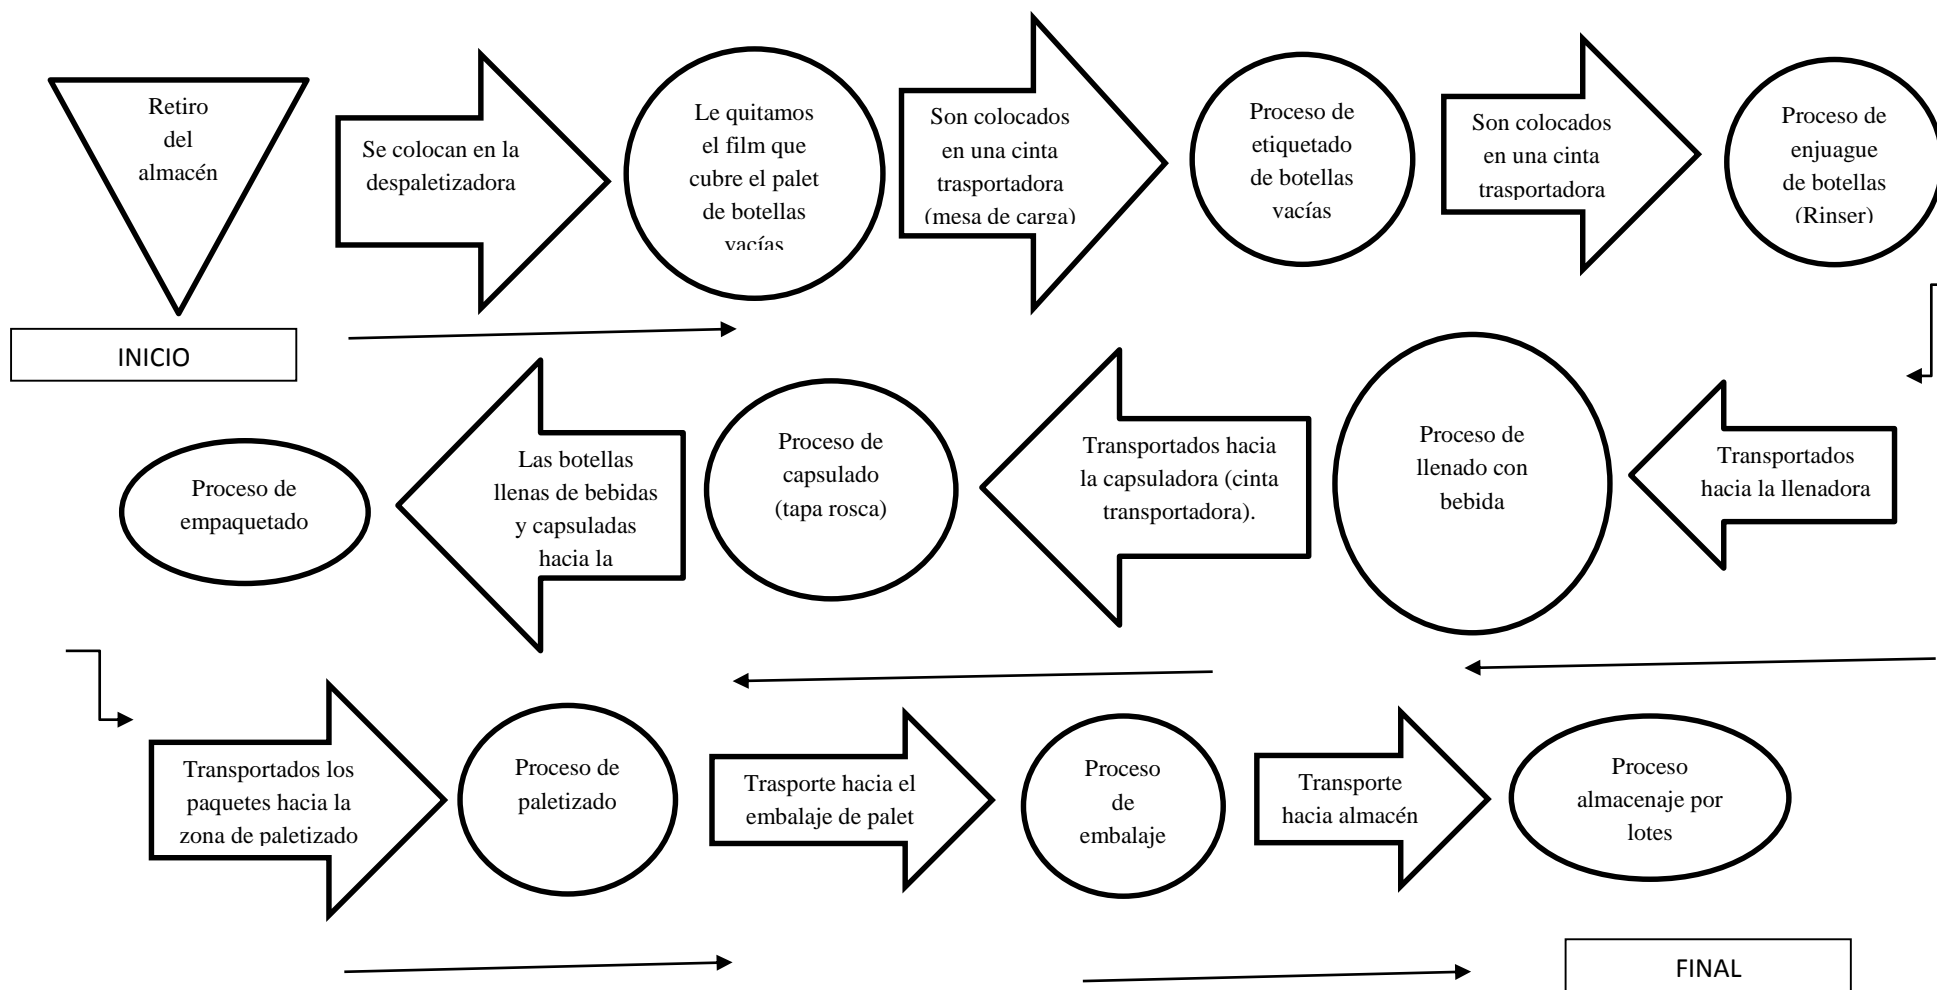 Retiro
del
almacén
Se colocan en la
despaletizadora
Le quitamos
el film que
cubre el palet
de botellas
vacías
Son colocados
en una cinta
trasportadora
(mesa de carga)
Proceso de
etiquetado
de botellas
vacías
Son colocados
en una cinta
trasportadora
Proceso de
enjuague
de botellas
(Rinser)
INICIO
Transportados
hacia la llenadora
Proceso de
llenado con
bebida
Transportados hacia
la capsuladora (cinta
transportadora).
Proceso de
capsulado
(tapa rosca)
Las botellas
llenas de bebidas
y capsuladas
hacia la
Proceso de
empaquetado
Transportados los
paquetes hacia la
zona de paletizado
Proceso de
paletizado
Trasporte hacia el
embalaje de palet
Proceso
de
embalaje
Transporte
hacia almacén
Proceso
almacenaje por
lotes
FINAL